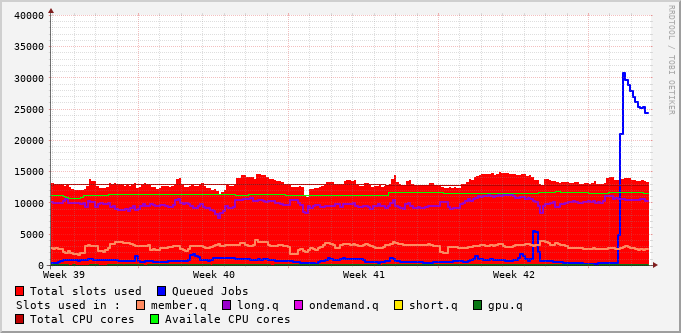 40000
35000
30000
25000
20000
15000
10000
5000
0
Week 39 Week 40 Week 41 Week 42
Total slots used Queued Jobs
Slots used in : member.q long.q ondemand.q short.q gpu.q
Total CPU cores Availale CPU cores
RRDTOOL / TOBI OETIKER